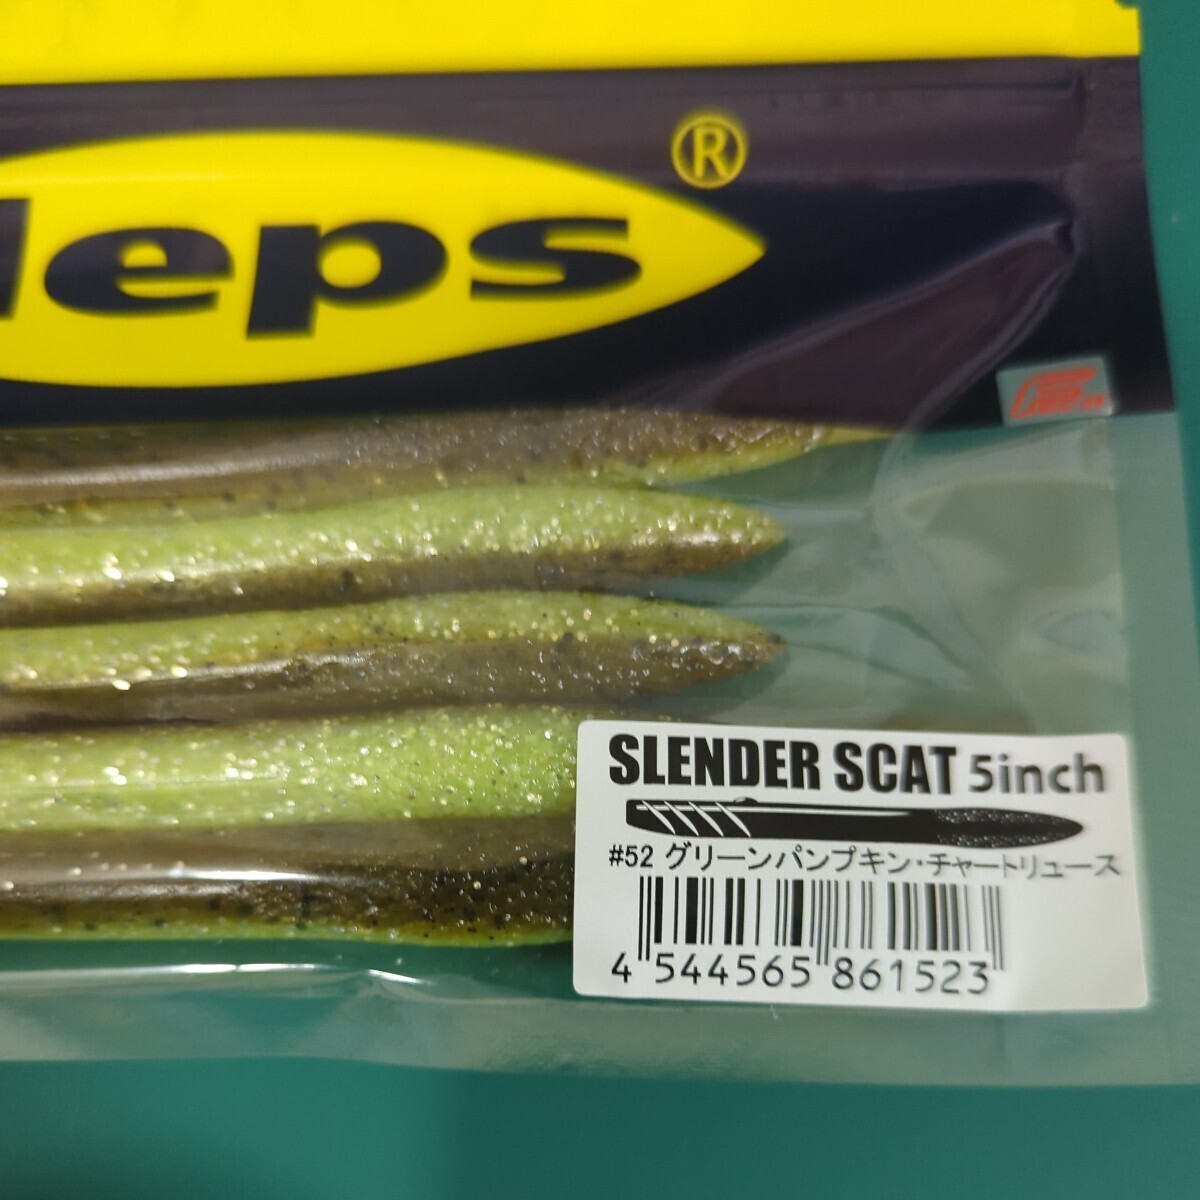 deps®
SLENDER SCAT 5inch
#52 グリーンパンプキン・チャートリュース
4 544565 861523